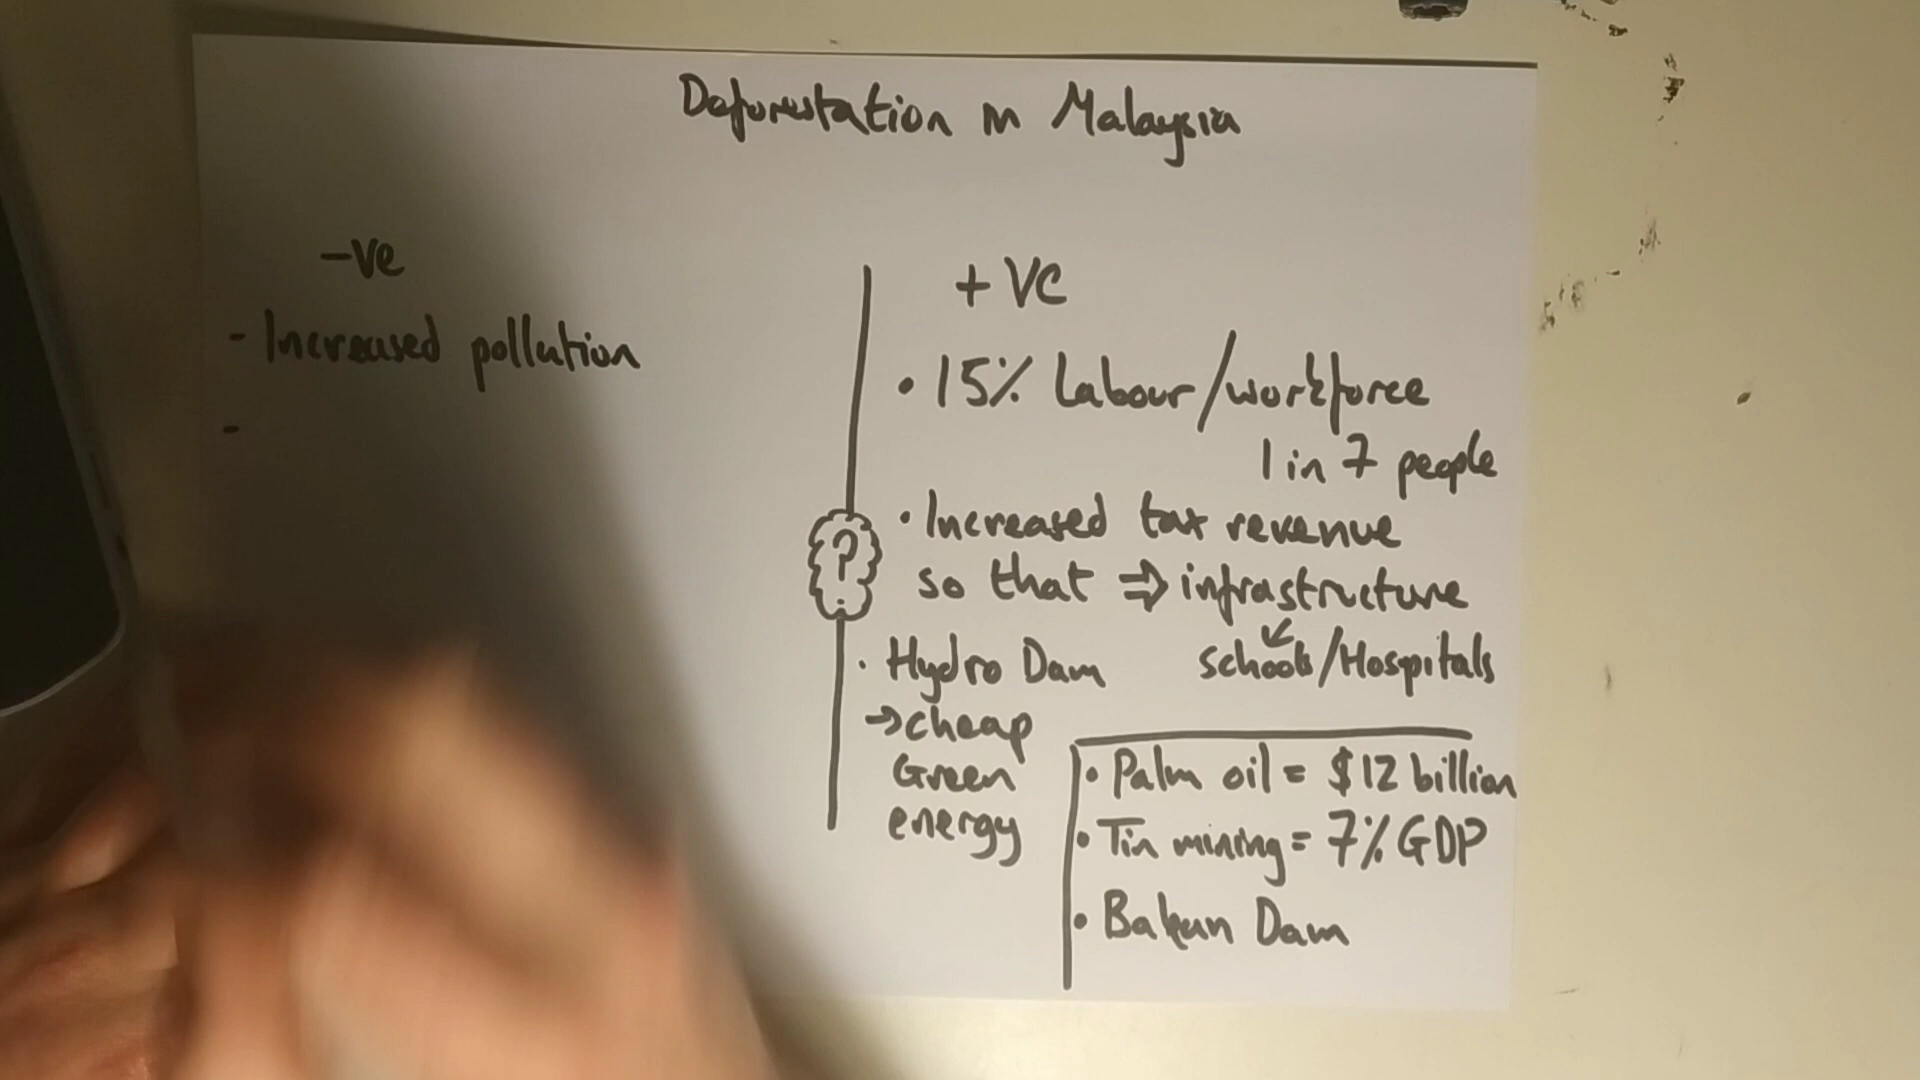 Deforestation in Malaysia
-ve
- Increased pollution
-
+ve
• 15% Labour/workforce
1 in 7 people
• Increased tax revenue
so that ⇒ infrastructure
↙
schools/Hospitals
?
• Hydro Dam
→ cheap
Green
energy
• Palm oil = $12 billion
• Tin mining = 7% GDP
• Bakun Dam